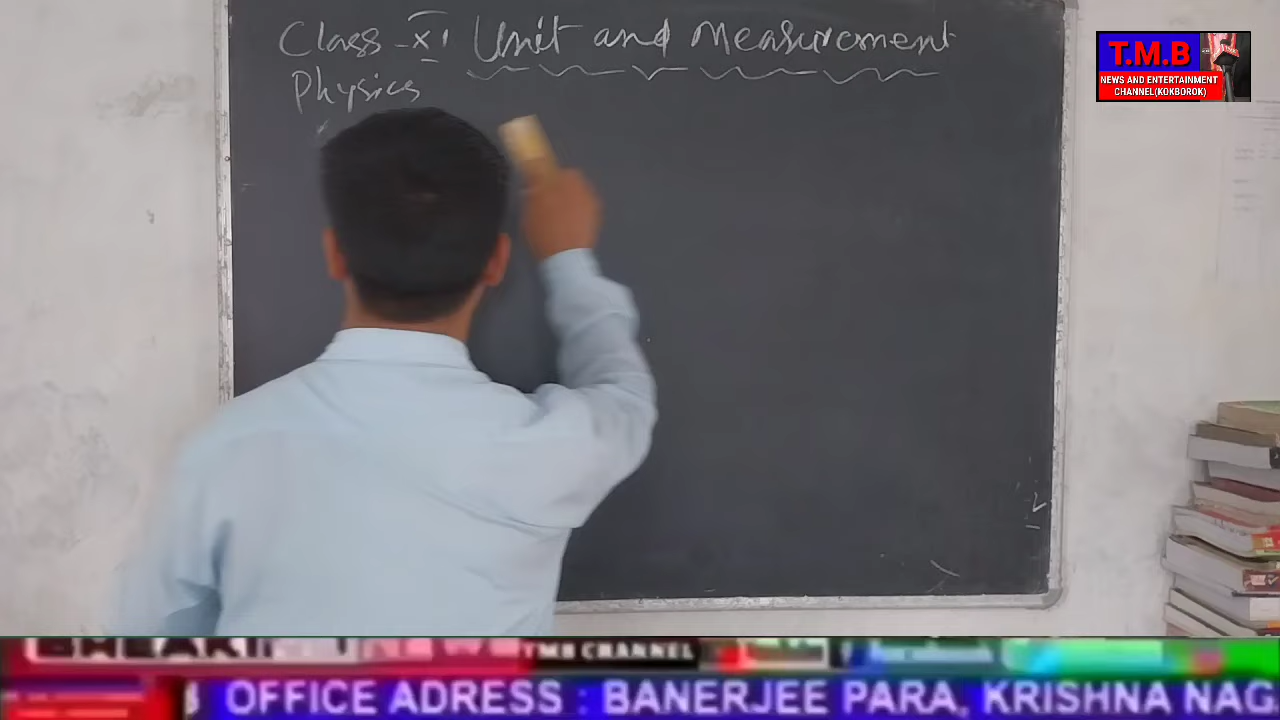 Class - XI Unit and Measurement
Physics
T.M.B
NEWS AND ENTERTAINMENT
CHANNEL(KOKBOROK)
TMB CHANNEL
OFFICE ADRESS : BANERJEE PARA, KRISHNA NAG